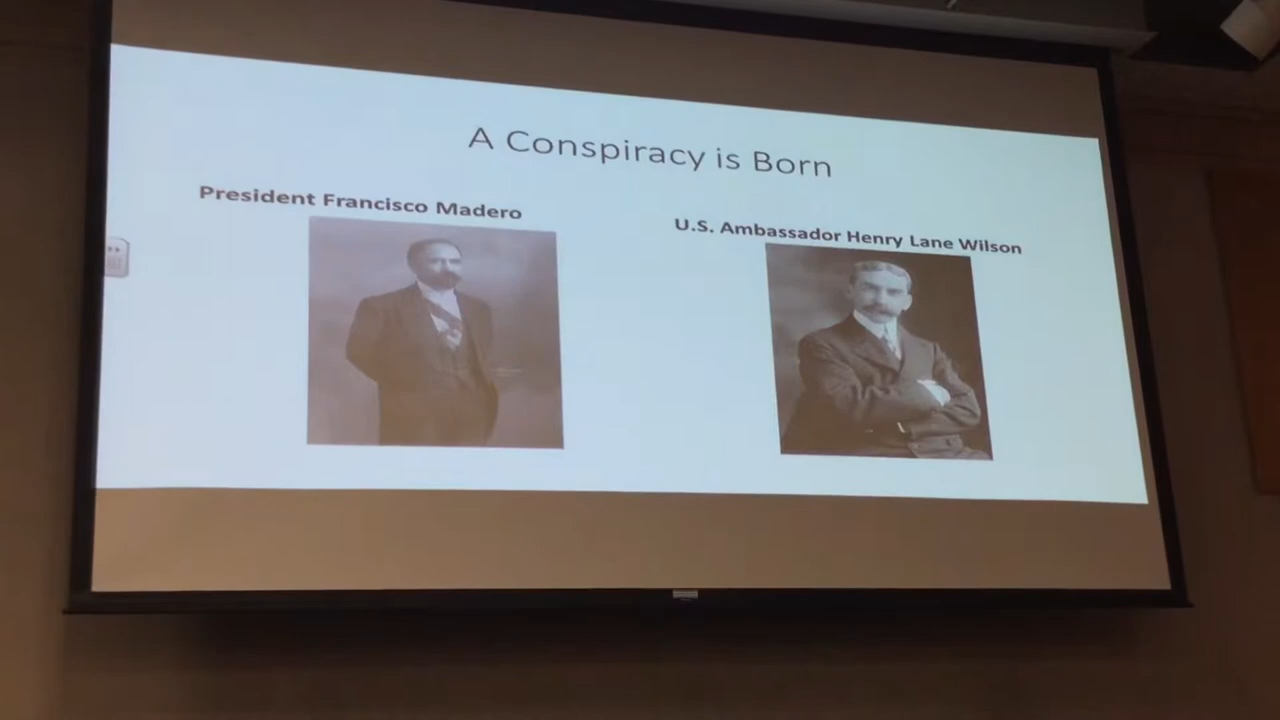 A Conspiracy is Born
President Francisco Madero
U.S. Ambassador Henry Lane Wilson